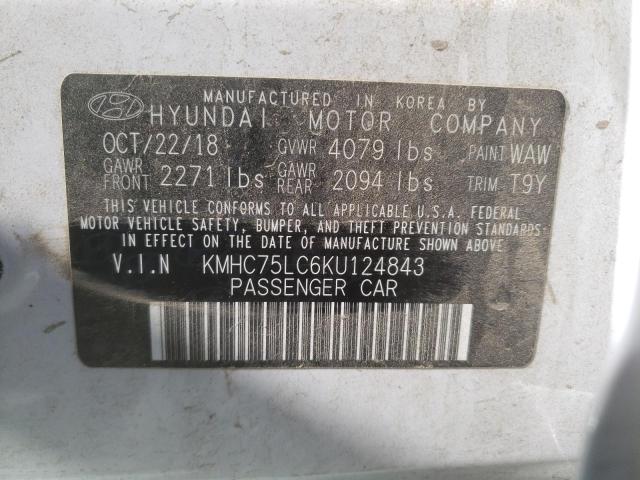 MANUFACTURED IN KOREA BY
HYUNDAI MOTOR COMPANY
OCT/22/18 GVWR 4079 lbs PAINT WAW
GAWR FRONT 2271 lbs GAWR REAR 2094 lbs TRIM T9Y
THIS VEHICLE CONFORMS TO ALL APPLICABLE U.S.A. FEDERAL
MOTOR VEHICLE SAFETY, BUMPER, AND THEFT PREVENTION STANDARDS
IN EFFECT ON THE DATE OF MANUFACTURE SHOWN ABOVE
V.I.N KMHC75LC6KU124843
PASSENGER CAR